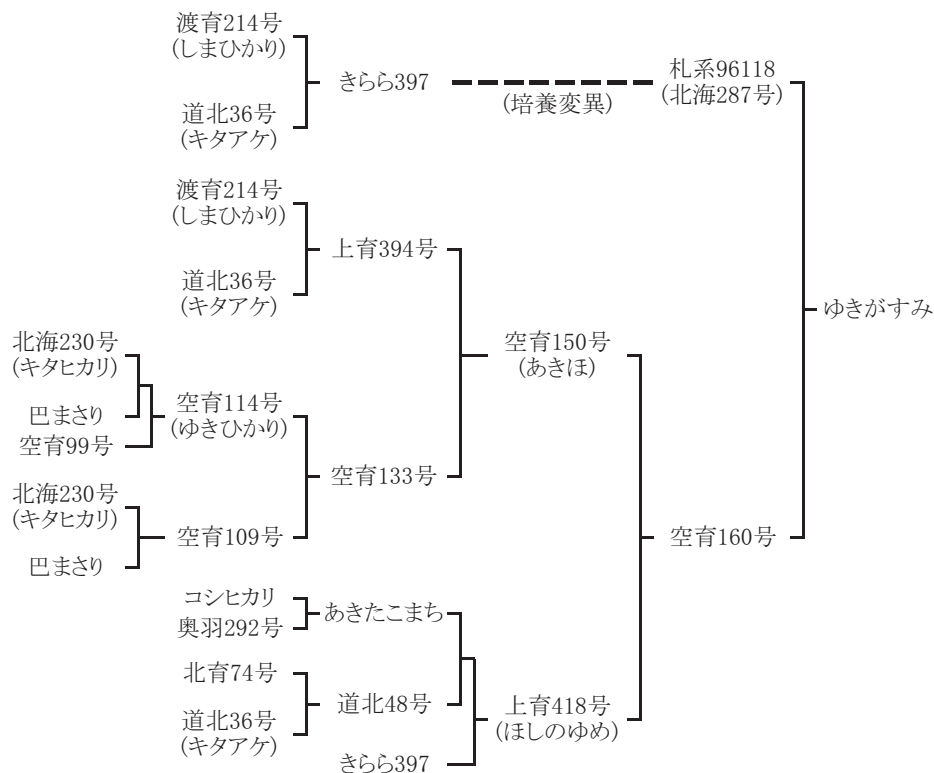 渡育214号
(しまひかり)
きらら397
(培養変異)
札系96118
(北海287号)
道北36号
(キタアケ)
渡育214号
(しまひかり)
上育394号
道北36号
(キタアケ)
ゆきがすみ
北海230号
(キタヒカリ)
空育150号
(あきほ)
巴まさり
空育99号
空育114号
(ゆきひかり)
空育133号
北海230号
(キタヒカリ)
空育109号
空育160号
巴まさり
コシヒカリ
奥羽292号
あきたこまち
北育74号
道北48号
上育418号
(ほしのゆめ)
道北36号
(キタアケ)
きらら397